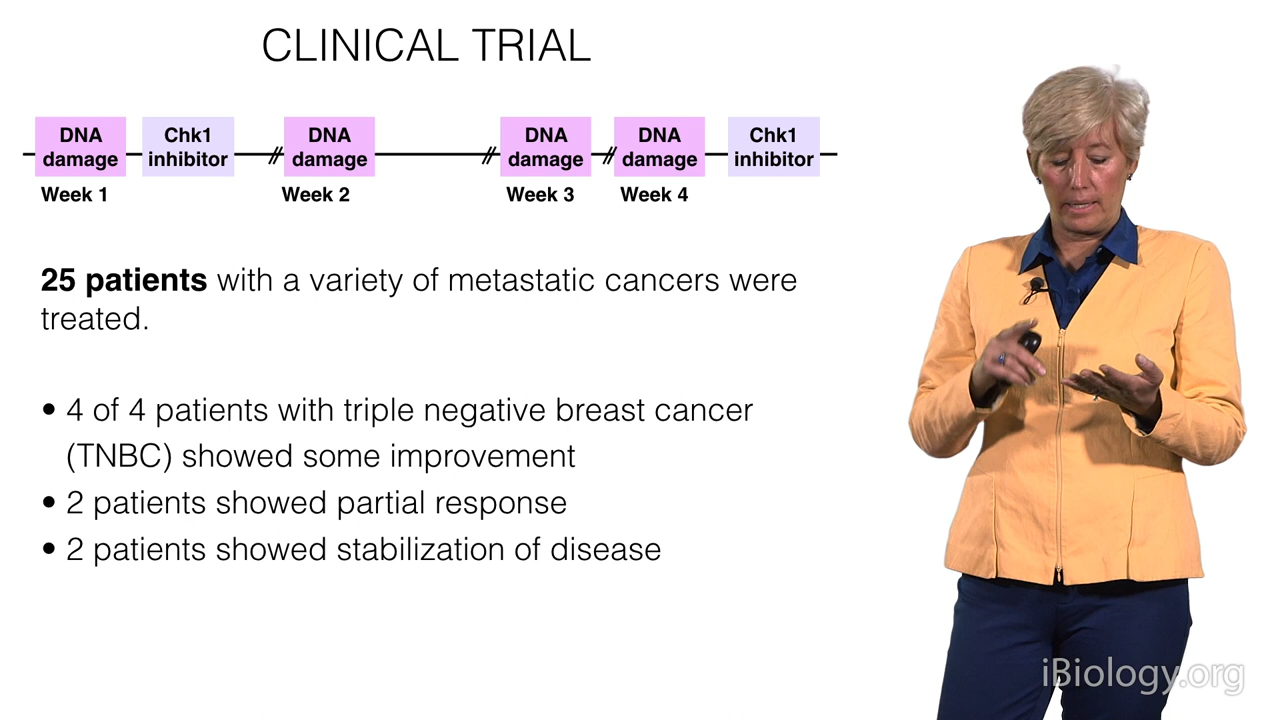 CLINICAL TRIAL
DNA damage
Chk1 inhibitor
DNA damage
DNA damage
DNA damage
Chk1 inhibitor
Week 1
Week 2
Week 3
Week 4
25 patients with a variety of metastatic cancers were
treated.
• 4 of 4 patients with triple negative breast cancer
(TNBC) showed some improvement
• 2 patients showed partial response
• 2 patients showed stabilization of disease
iBiology.org